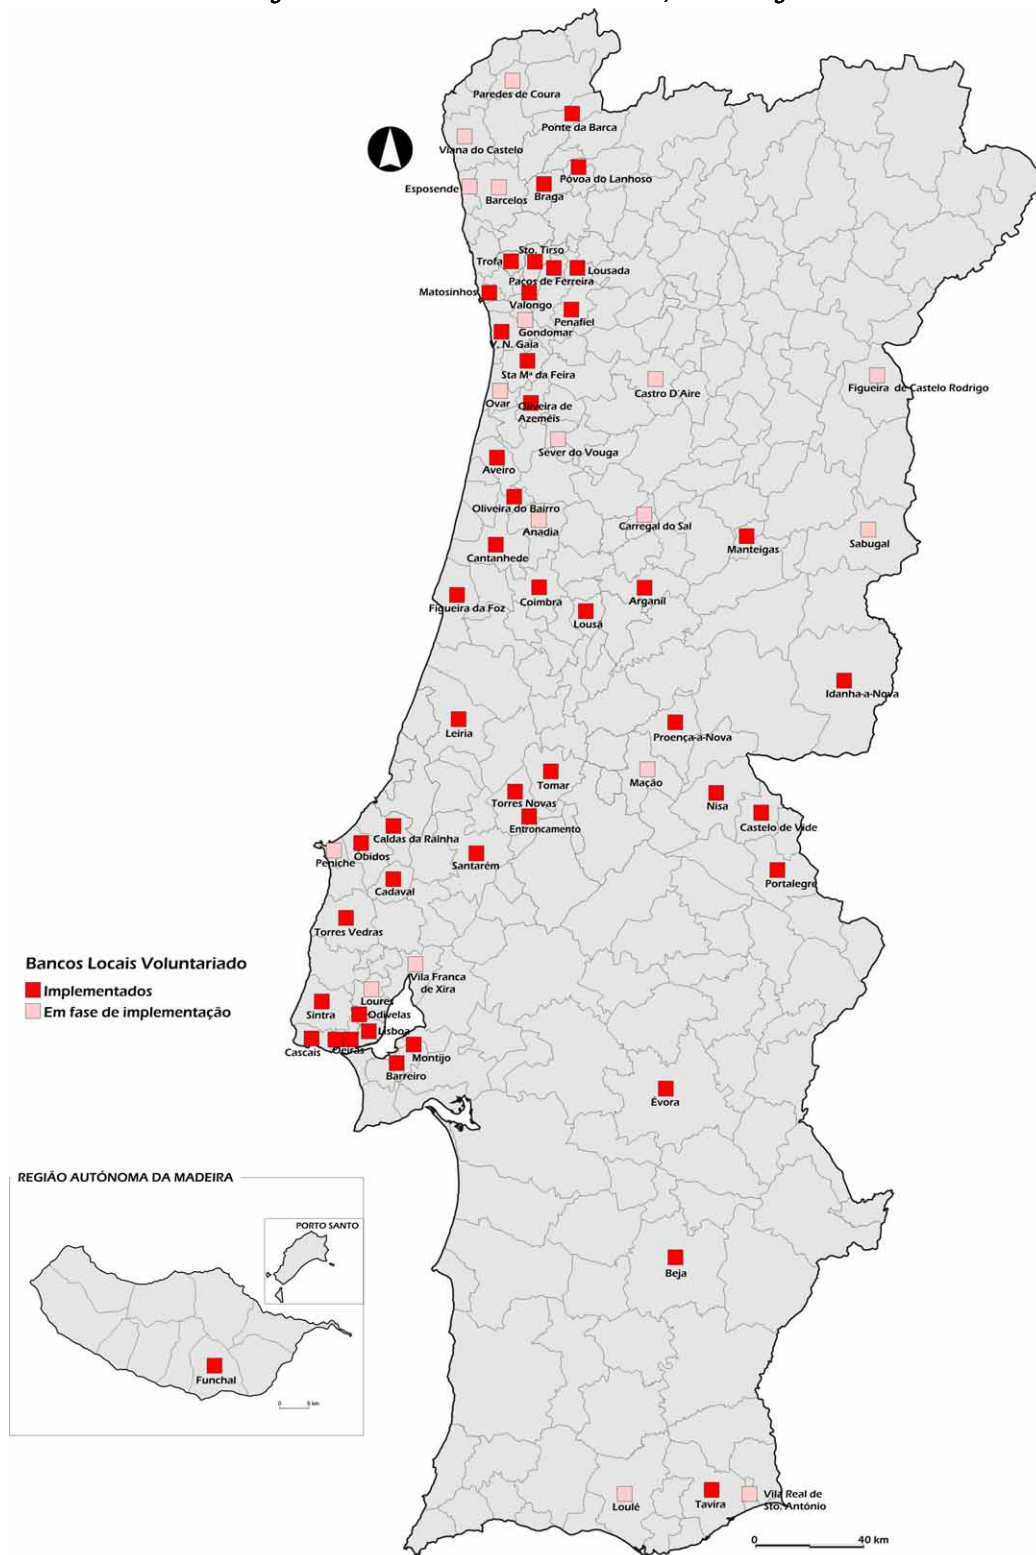 Paredes de Coura
Ponte da Barca
Viana do Castelo
Póvoa do Lanhoso
Esposende
Barcelos
Braga
Sto. Tirso
Trofa
Lousada
Paços de Ferreira
Matosinhos
Valongo
Penafiel
Gondomar
V. N. Gaia
Sta Mª da Feira
Castro D'Aire
Figueira de Castelo Rodrigo
Ovar
Oliveira de
Azeméis
Sever do Vouga
Aveiro
Oliveira do Bairro
Anadia
Carregal do Sal
Manteigas
Sabugal
Cantanhede
Coimbra
Arganil
Figueira da Foz
Lousã
Idanha-a-Nova
Leiria
Proença-a-Nova
Tomar
Mação
Torres Novas
Nisa
Entroncamento
Castelo de Vide
Caldas da Rainha
Óbidos
Peniche
Santarém
Portalegre
Cadaval
Torres Vedras
Bancos Locais Voluntariado
Implementados
Em fase de implementação
Vila Franca
de Xira
Loures
Sintra
Odivelas
Lisboa
Cascais
Oeiras
Montijo
Barreiro
Évora
REGIÃO AUTÓNOMA DA MADEIRA
PORTO SANTO
Beja
Funchal
0 5 km
Loulé
Tavira
Vila Real de
Sto. António
0 40 km